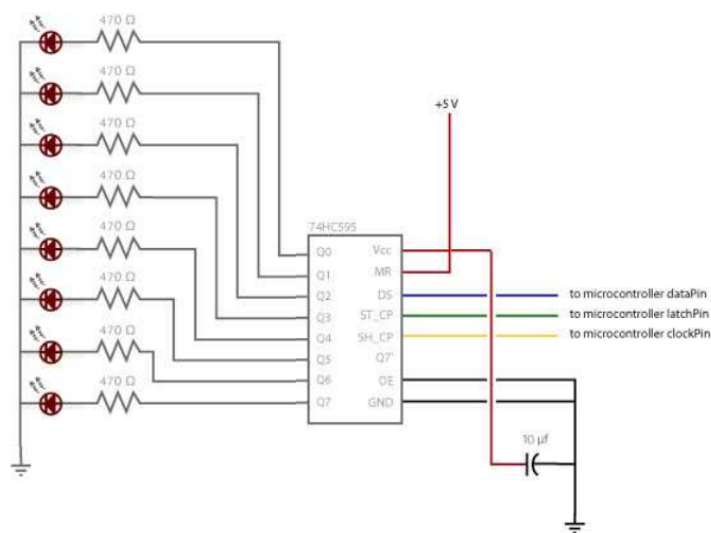 470 Ω
470 Ω
470 Ω
470 Ω
470 Ω
470 Ω
470 Ω
470 Ω
+5 V
74HC595
Q0
Q1
Q2
Q3
Q4
Q5
Q6
Q7
Vcc
MR
DS
ST_CP
SH_CP
Q7'
OE
GND
to microcontroller dataPin
to microcontroller latchPin
to microcontroller clockPin
10 µf